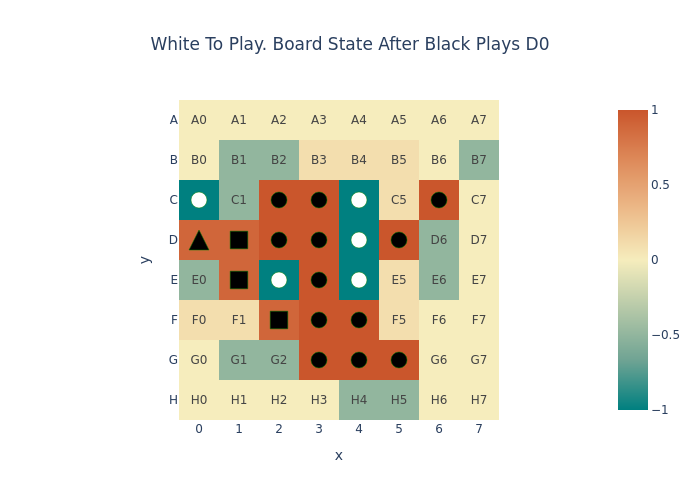 White To Play. Board State After Black Plays D0
A A0 A1 A2 A3 A4 A5 A6 A7
1
B B0 B1 B2 B3 B4 B5 B6 B7
0.5
C C1 C5 C7
D D6 D7
0
y
E E0 E5 E6 E7
F F0 F1 F5 F6 F7
−0.5
G G0 G1 G2 G6 G7
H H0 H1 H2 H3 H4 H5 H6 H7
−1
0 1 2 3 4 5 6 7
x